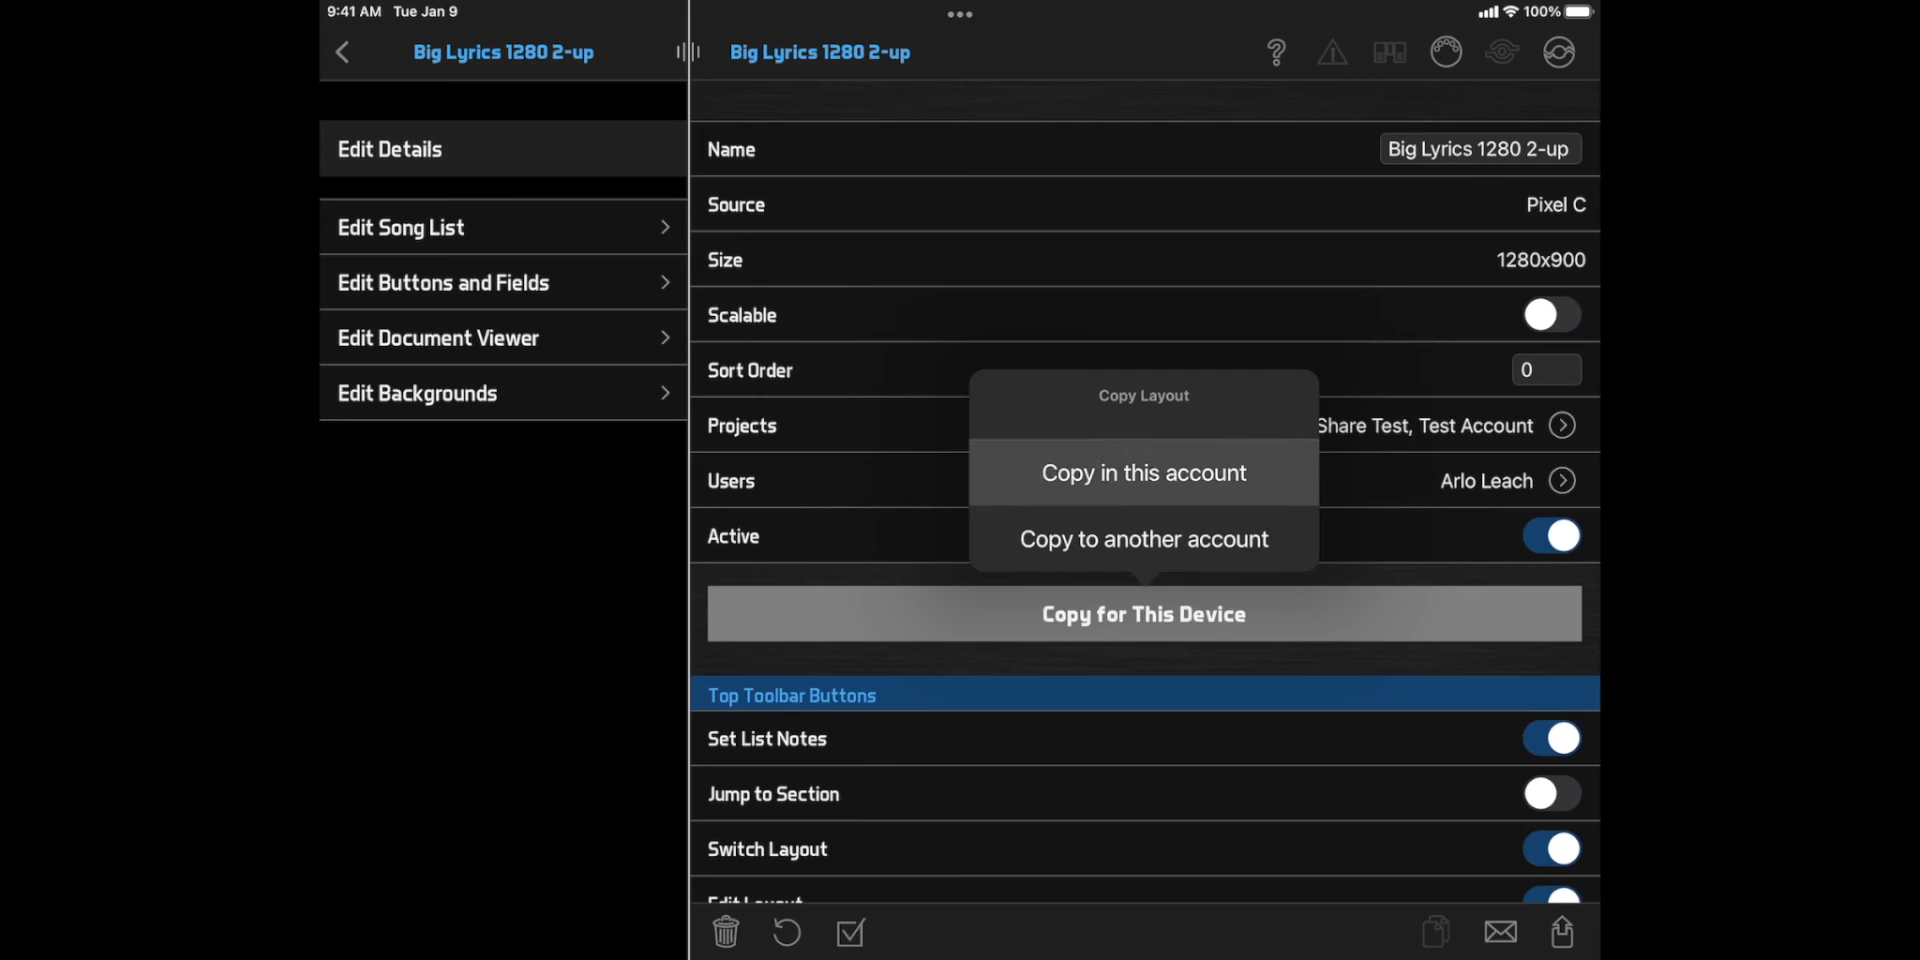 9:41 AM Tue Jan 9
100%
Big Lyrics 1280 2-up
Edit Details
Edit Song List
Edit Buttons and Fields
Edit Document Viewer
Edit Backgrounds
Big Lyrics 1280 2-up
Name Big Lyrics 1280 2-up
Source Pixel C
Size 1280x900
Scalable
Sort Order 0
Projects Share Test, Test Account
Users Arlo Leach
Active
Copy Layout
Copy in this account
Copy to another account
Copy for This Device
Top Toolbar Buttons
Set List Notes
Jump to Section
Switch Layout
Edit Layout